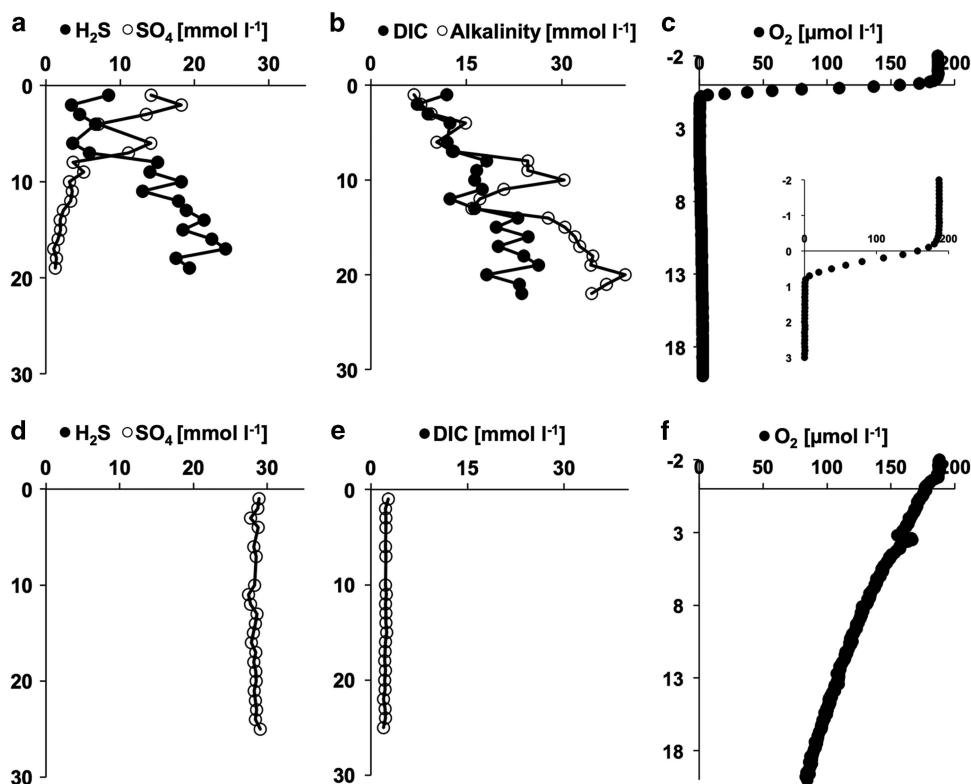 a ● H₂S ○ SO₄ [mmol l⁻¹]
0 10 20 30
0
10
20
30
b ● DIC ○ Alkalinity [mmol l⁻¹]
0 15 30
0
10
20
30
c ● O₂ [µmol l⁻¹]
-2
0 50 100 150 200
3
8
13
18
-2
-1
0 100 200
0
1
2
3
d ● H₂S ○ SO₄ [mmol l⁻¹]
0 10 20 30
0
10
20
30
e ● DIC [mmol l⁻¹]
0 15 30
0
10
20
30
f ● O₂ [µmol l⁻¹]
-2
0 50 100 150 200
3
8
13
18